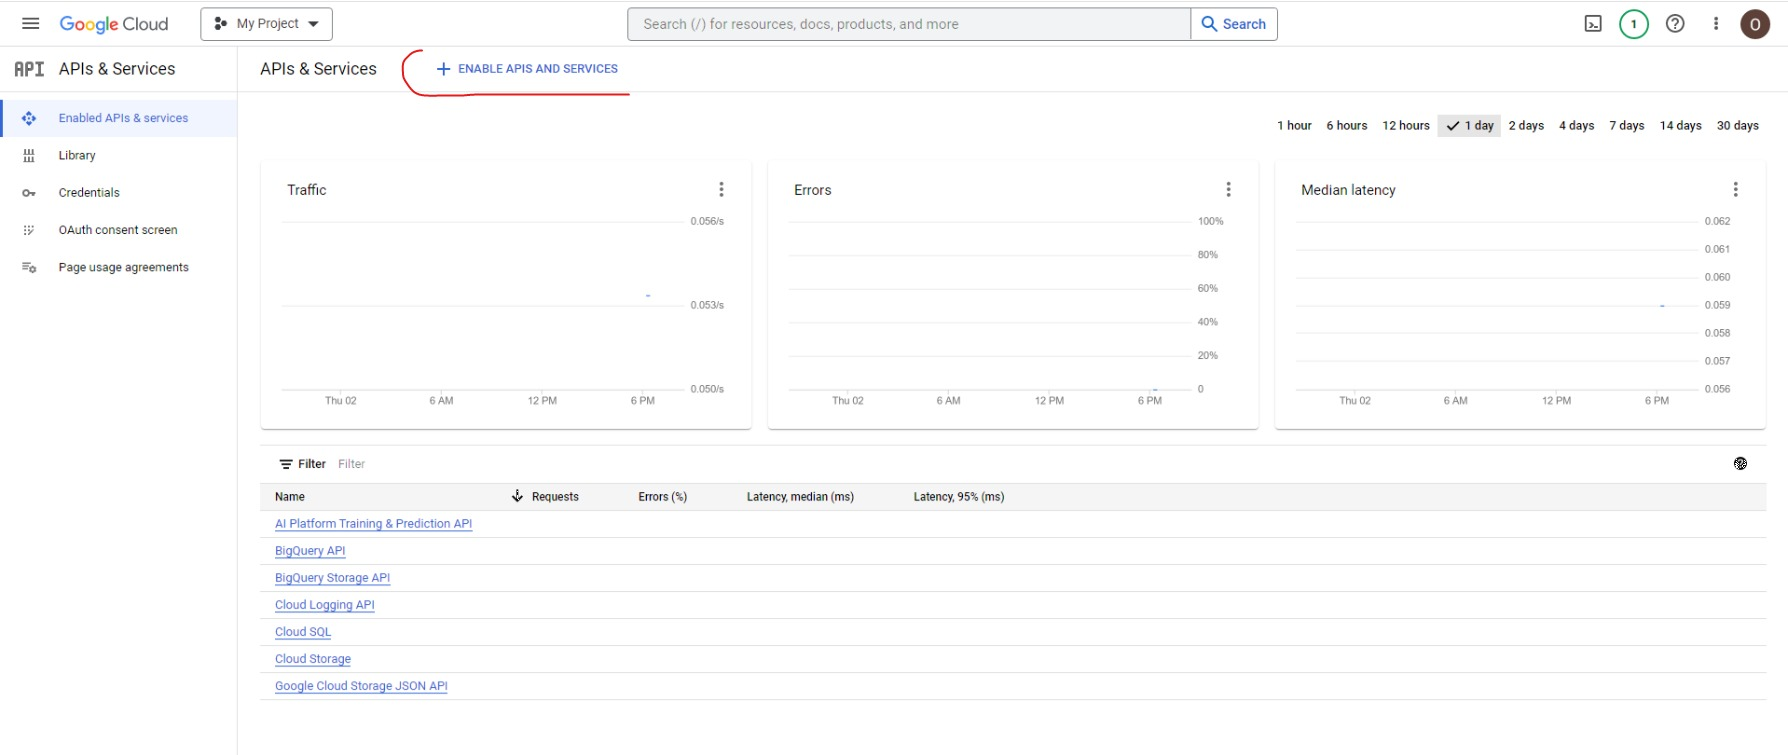 Google Cloud
My Project
Search (/) for resources, docs, products, and more
Search
1
O
API APIs & Services
APIs & Services
ENABLE APIS AND SERVICES
Enabled APIs & services
Library
Credentials
OAuth consent screen
Page usage agreements
1 hour 6 hours 12 hours 1 day 2 days 4 days 7 days 14 days 30 days
Traffic
0.056/s
0.053/s
0.050/s
Thu 02 6 AM 12 PM 6 PM
Errors
100%
80%
60%
40%
20%
0
Thu 02 6 AM 12 PM 6 PM
Median latency
0.062
0.061
0.060
0.059
0.058
0.057
0.056
Thu 02 6 AM 12 PM 6 PM
Filter Filter
Name Requests Errors (%) Latency, median (ms) Latency, 95% (ms)
AI Platform Training & Prediction API
BigQuery API
BigQuery Storage API
Cloud Logging API
Cloud SQL
Cloud Storage
Google Cloud Storage JSON API